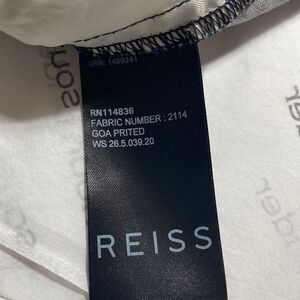 URN: 1499241
RN114836
FABRIC NUMBER : 2114
GOA PRITED
WS 26.5.039.20
REISS